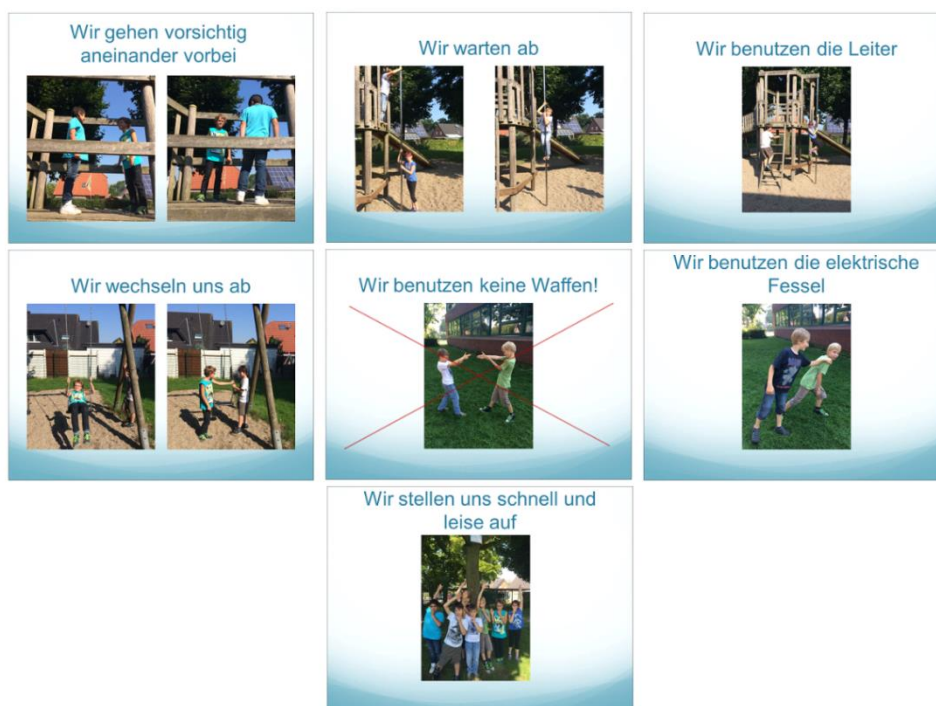 Wir gehen vorsichtig
aneinander vorbei
Wir warten ab
Wir benutzen die Leiter
Wir wechseln uns ab
Wir benutzen keine Waffen!
Wir benutzen die elektrische
Fessel
Wir stellen uns schnell und
leise auf